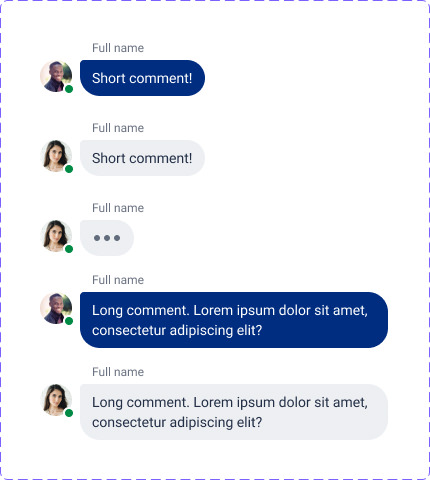 Full name
Short comment!
Full name
Short comment!
Full name
Full name
Long comment. Lorem ipsum dolor sit amet,
consectetur adipiscing elit?
Full name
Long comment. Lorem ipsum dolor sit amet,
consectetur adipiscing elit?